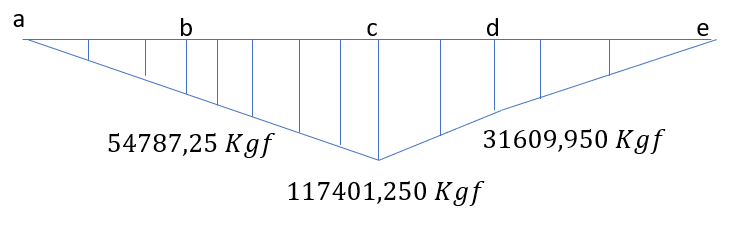 a b c d e
54787,25 Kgf
31609,950 Kgf
117401,250 Kgf